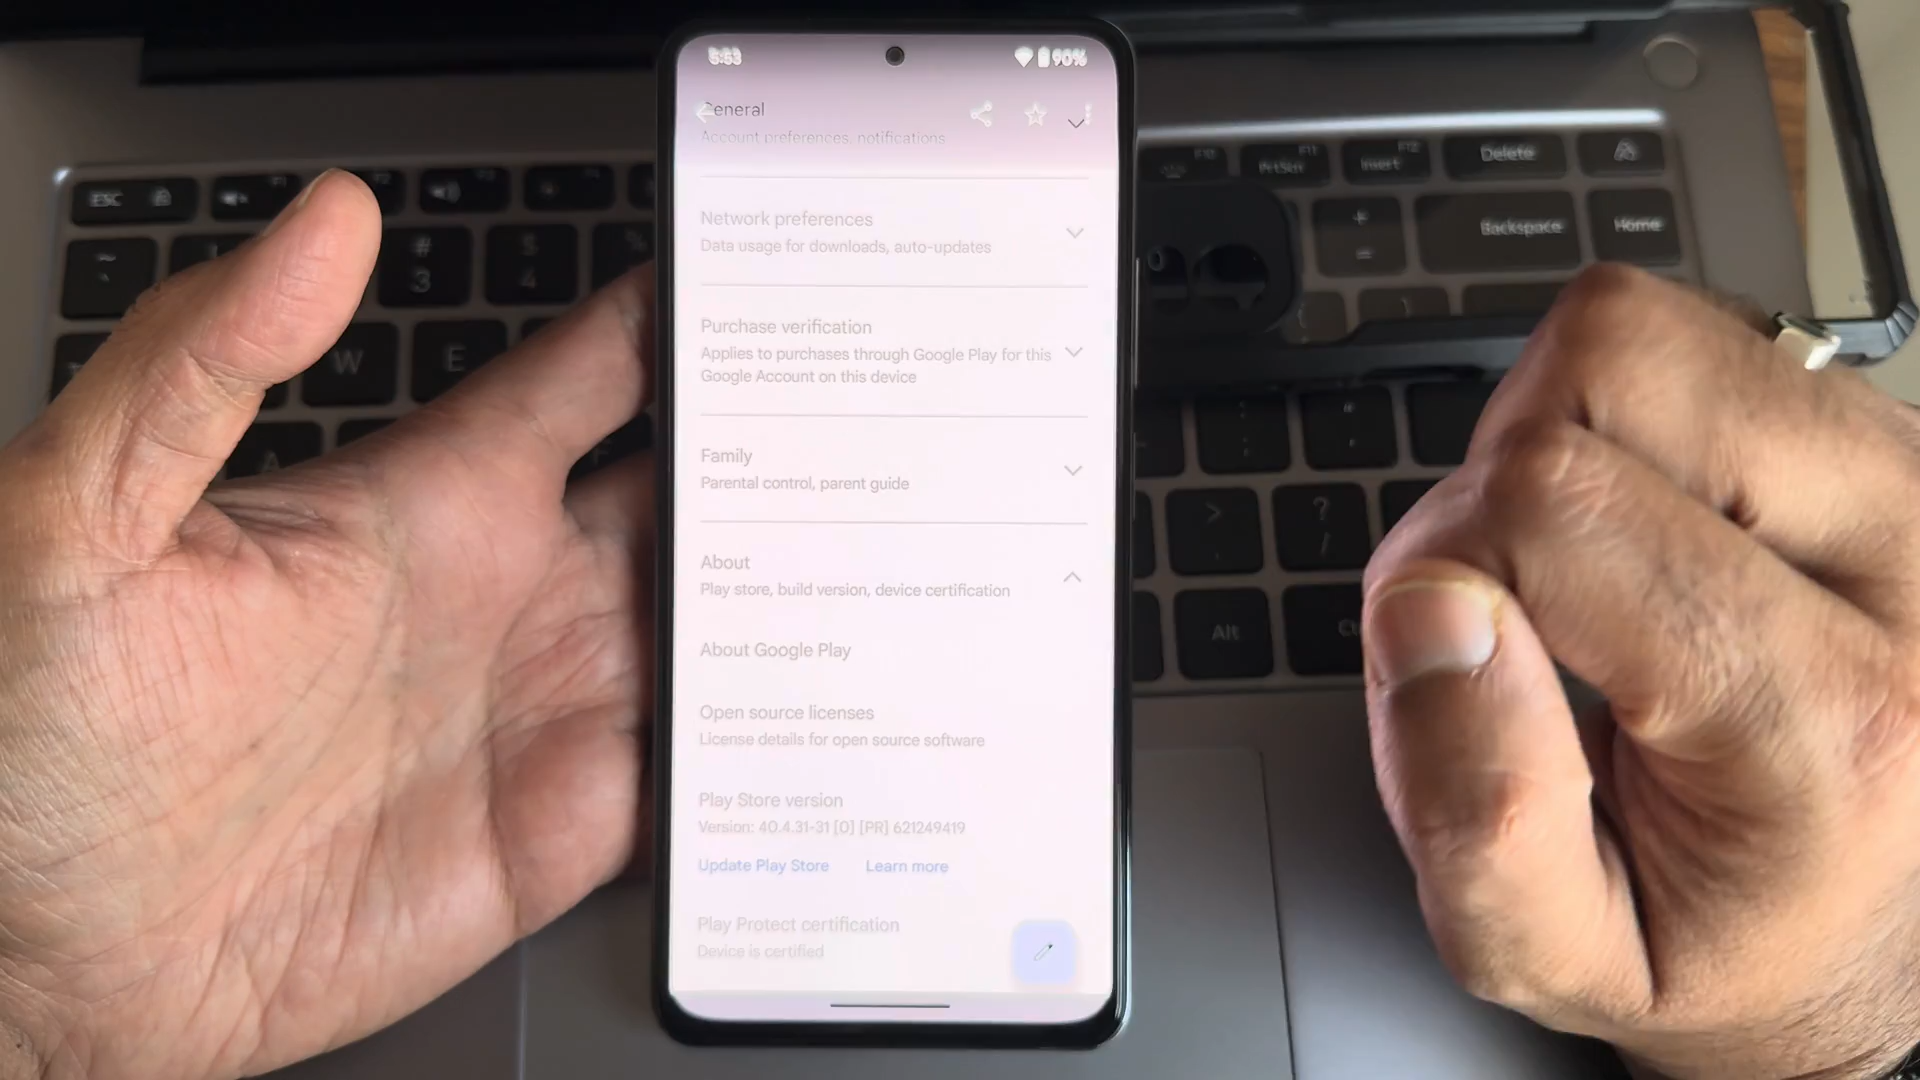 5:53
90%
General
Account preferences, notifications
Network preferences
Data usage for downloads, auto-updates
Purchase verification
Applies to purchases through Google Play for this
Google Account on this device
Family
Parental control, parent guide
About
Play store, build version, device certification
About Google Play
Open source licenses
License details for open source software
Play Store version
Version: 40.4.31-31 [0] [PR] 621249419
Update Play Store
Learn more
Play Protect certification
Device is certified
ESC
F10
F11
PrtScr
F12
Insert
Delete
Backspace
Home
#
3
$
4
%
W
E
A
F
+
=
>
?
/
Alt